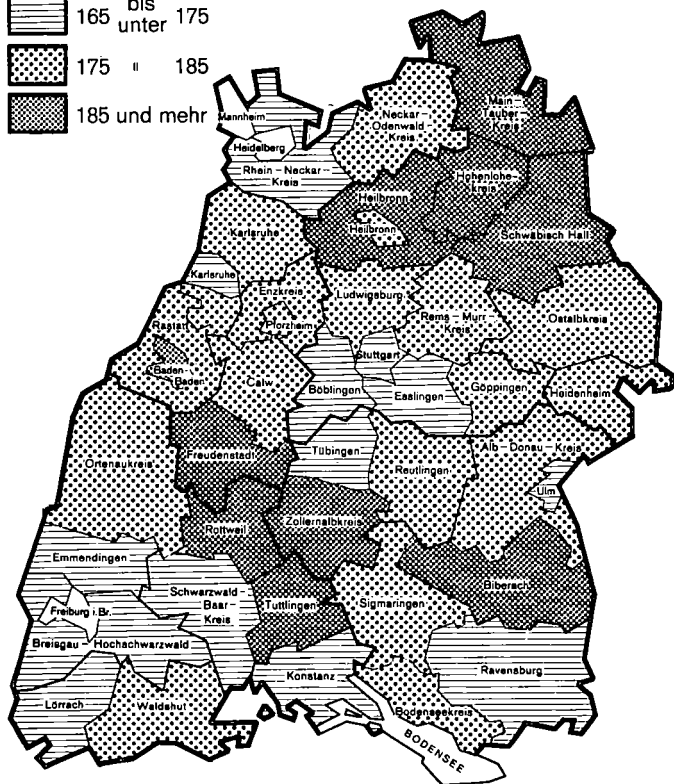 165 bis unter 175
175 " 185
185 und mehr
Main –
Tauber –
Kreis
Neckar –
Odenwald –
Kreis
Mannheim
Heidelberg
Rhein – Neckar –
Kreis
Hohenlohe-
kreis
Heilbronn
Heilbronn
Schwäbisch Hall
Karlsruhe
Karlsruhe
Enzkreis
Pforzheim
Ludwigsburg
Rems – Murr
Kreis
Ostalbkreis
Rastatt
Baden-
Baden
Calw
Stuttgart
Böblingen
Esslingen
Göppingen
Heidenheim
Ortenaukreis
Freudenstadt
Tübingen
Reutlingen
Alb – Donau – Kreis
Ulm
Rottweil
Zollernalbkreis
Biberach
Emmendingen
Freiburg i.Br.
Schwarzwald –
Baar –
Kreis
Tuttlingen
Sigmaringen
Breisgau – Hochschwarzwald
Konstanz
Ravensburg
Lörrach
Waldshut
Bodenseekreis
BODENSEE